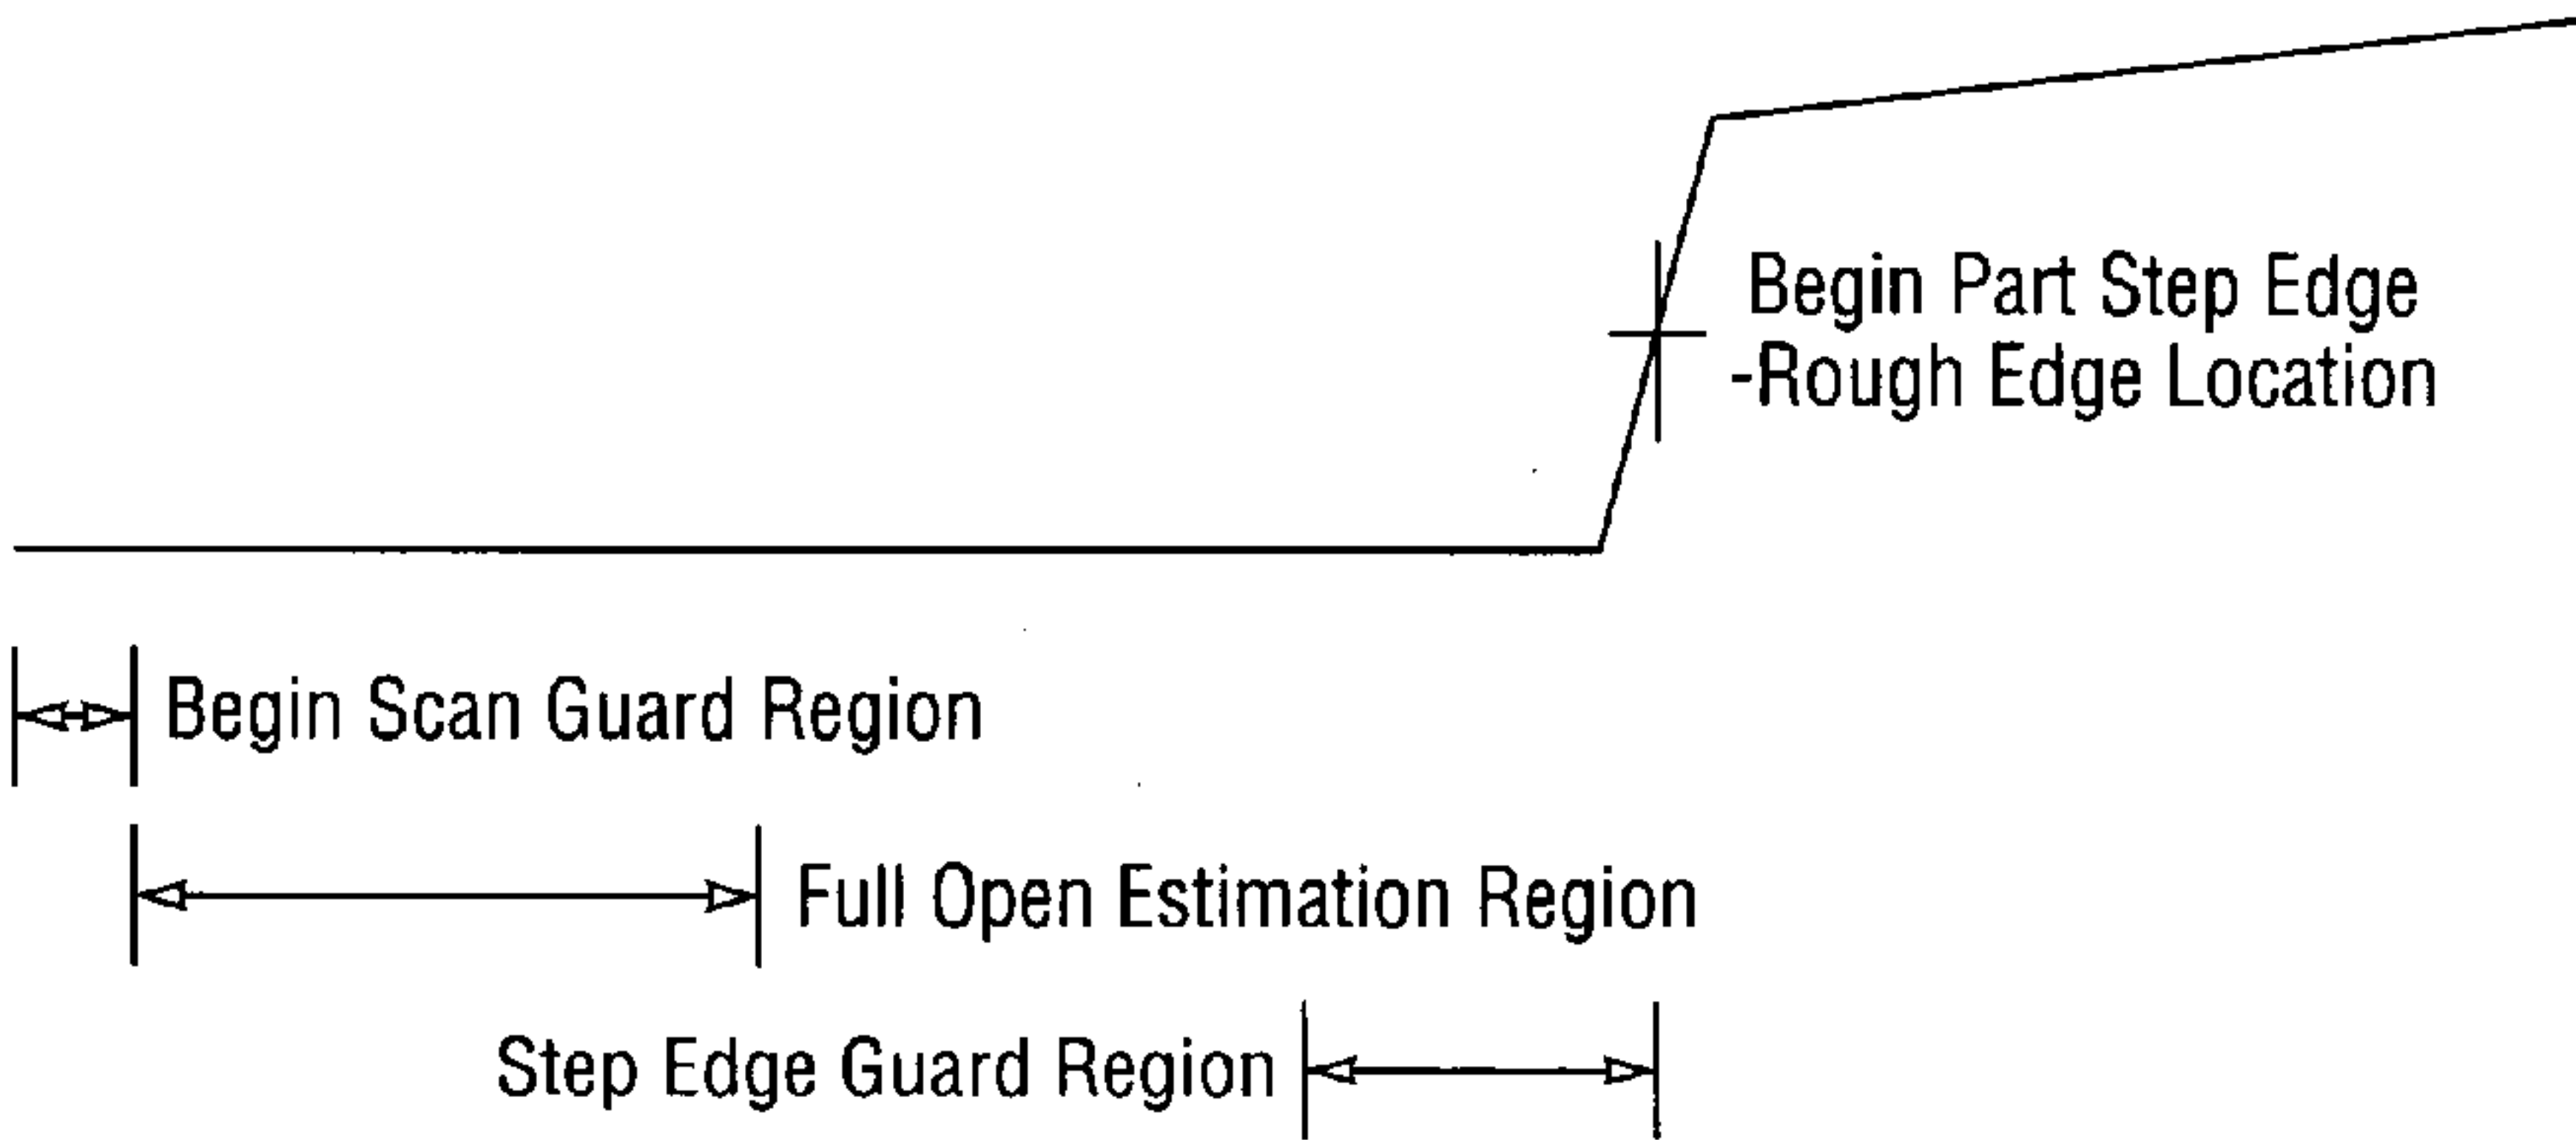 Begin Part Step Edge
-Rough Edge Location
Begin Scan Guard Region
Full Open Estimation Region
Step Edge Guard Region